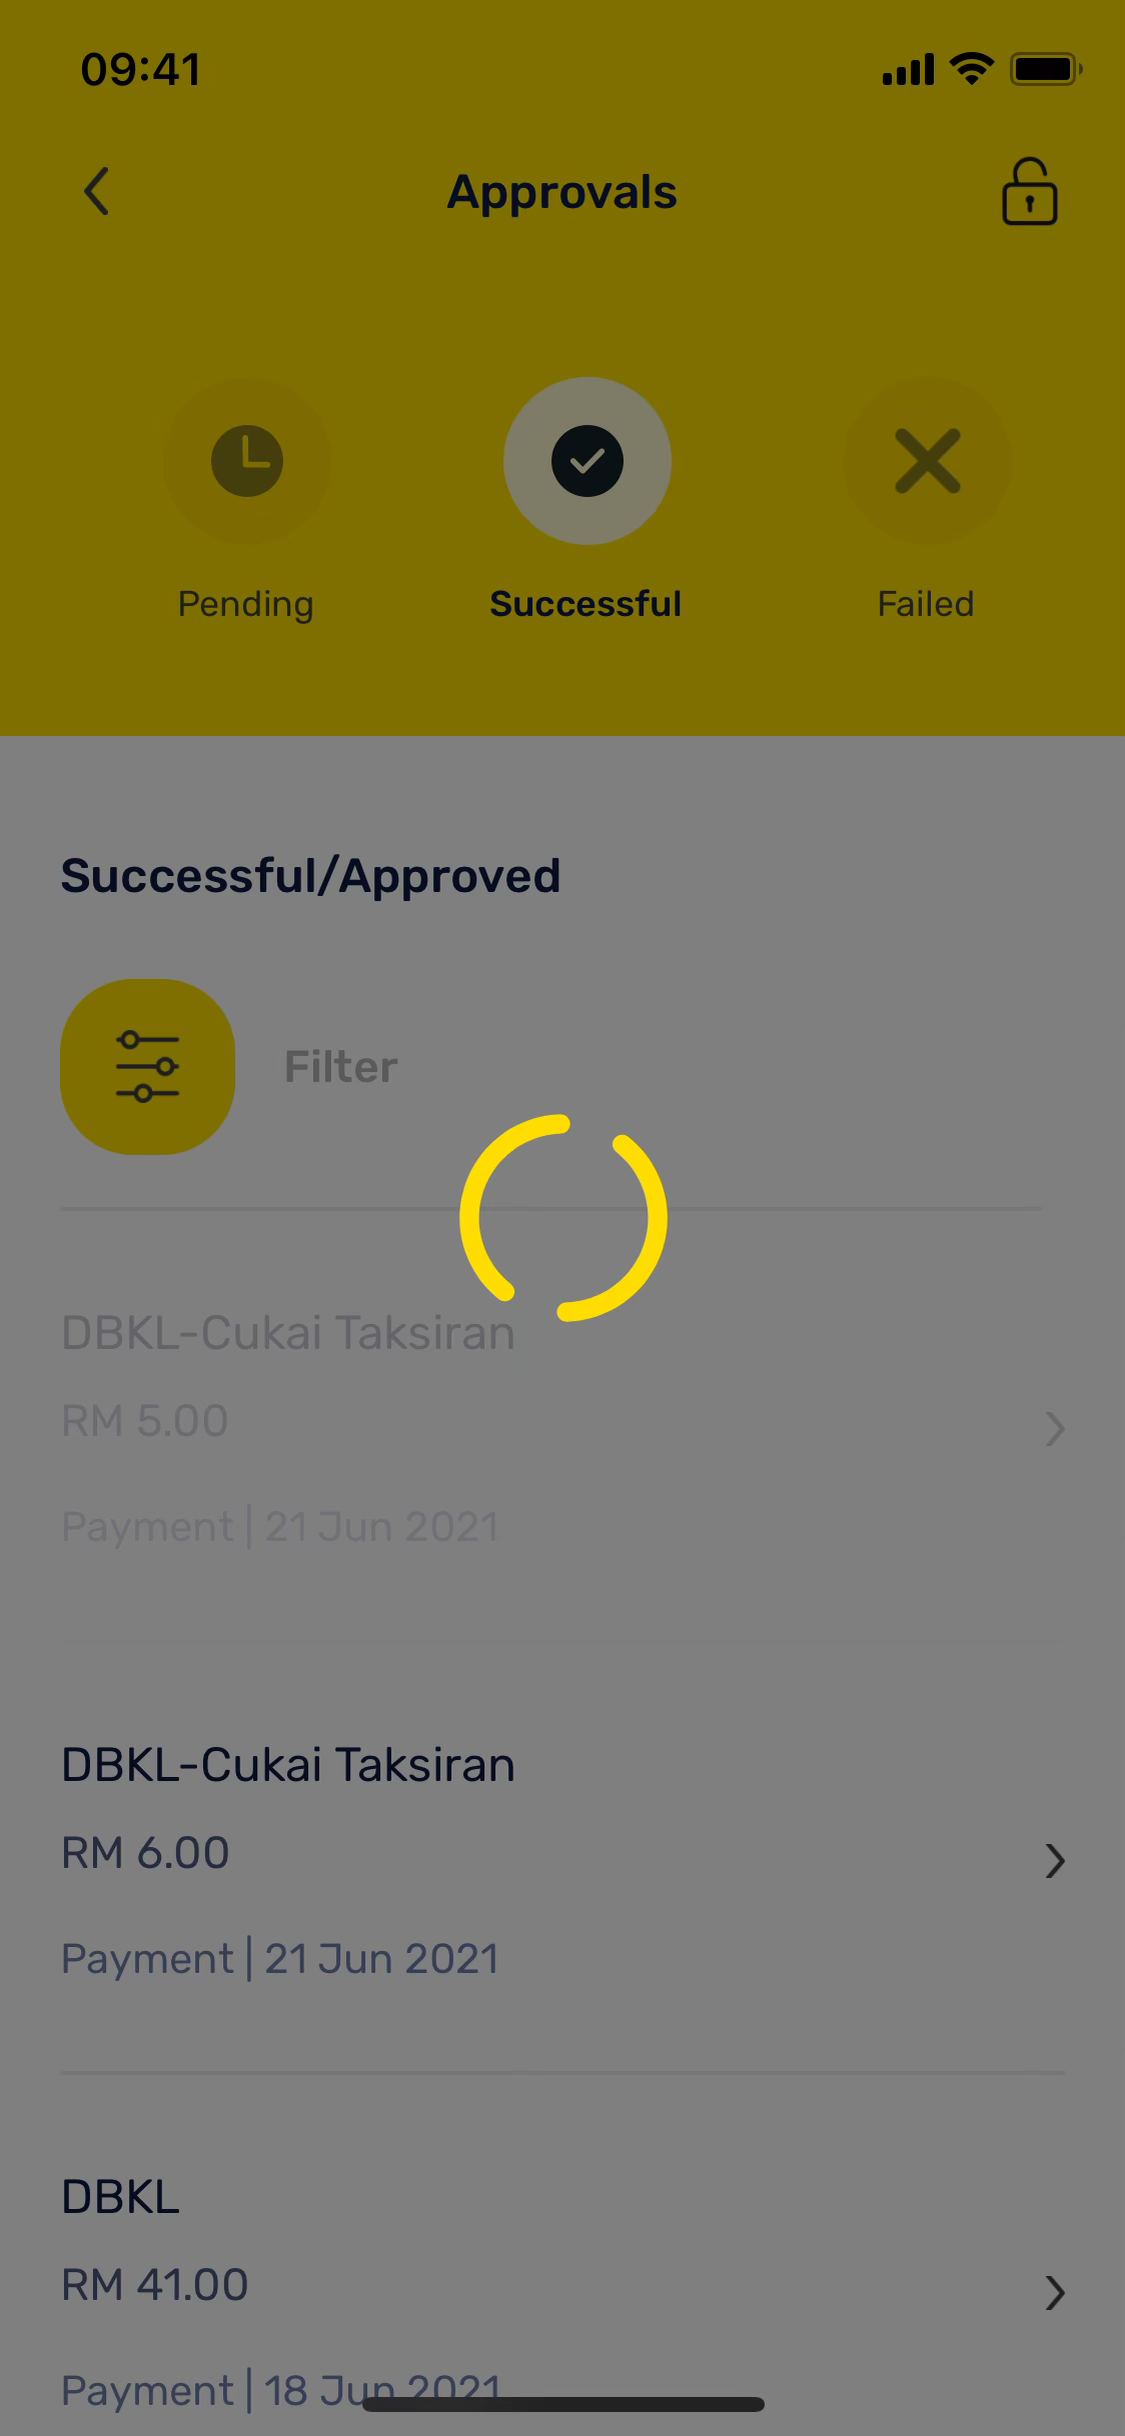 09:41
Approvals
Pending
Successful
Failed
Successful/Approved
Filter
DBKL-Cukai Taksiran
RM 5.00
Payment | 21 Jun 2021
DBKL-Cukai Taksiran
RM 6.00
Payment | 21 Jun 2021
DBKL
RM 41.00
Payment | 18 Jun 2021